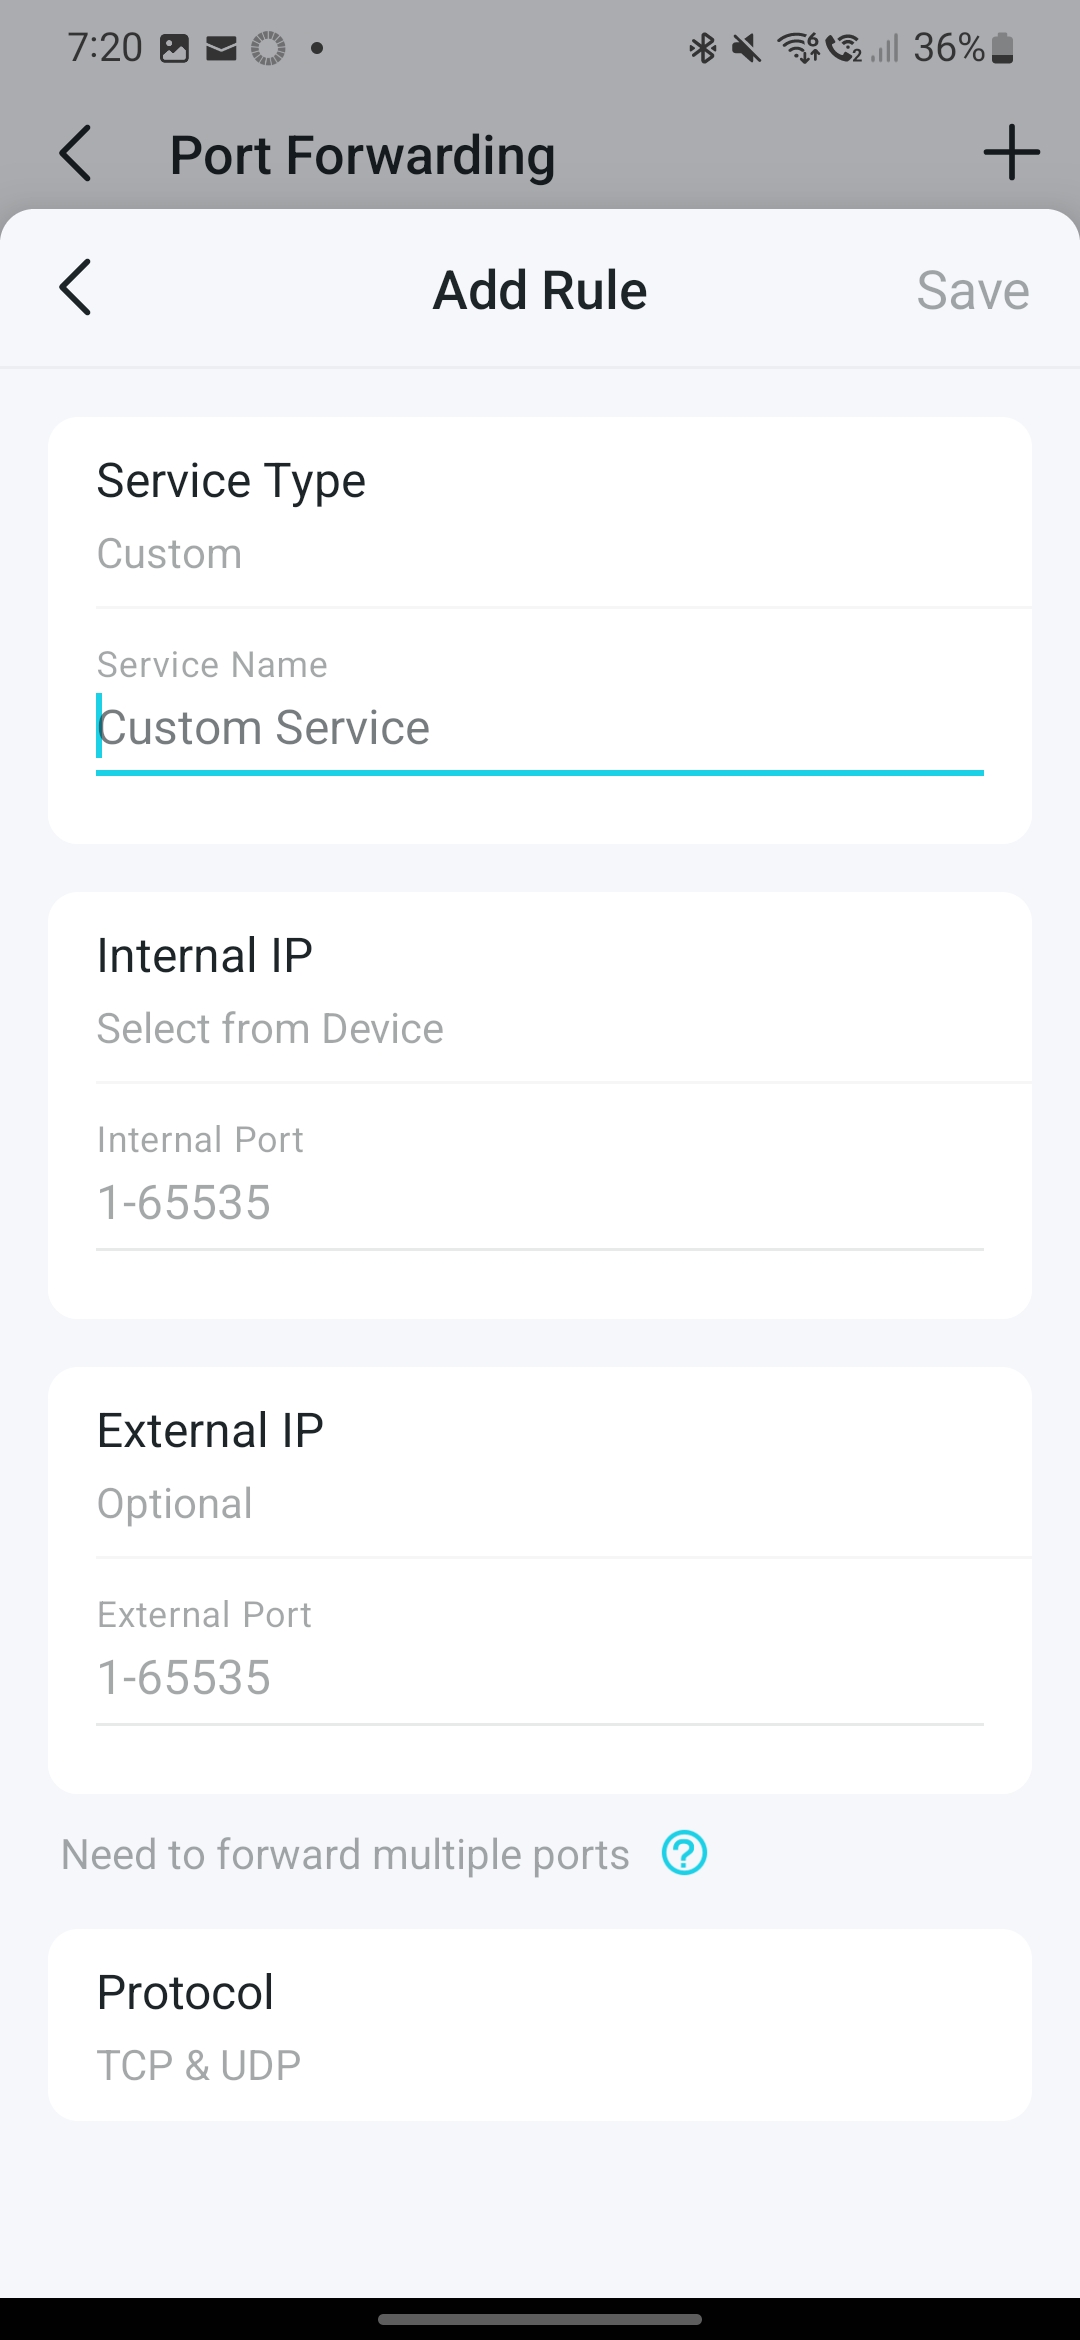 7:20 36%
Port Forwarding
Add Rule Save
Service Type
Custom
Service Name
Custom Service
Internal IP
Select from Device
Internal Port
1-65535
External IP
Optional
External Port
1-65535
Need to forward multiple ports ?
Protocol
TCP & UDP